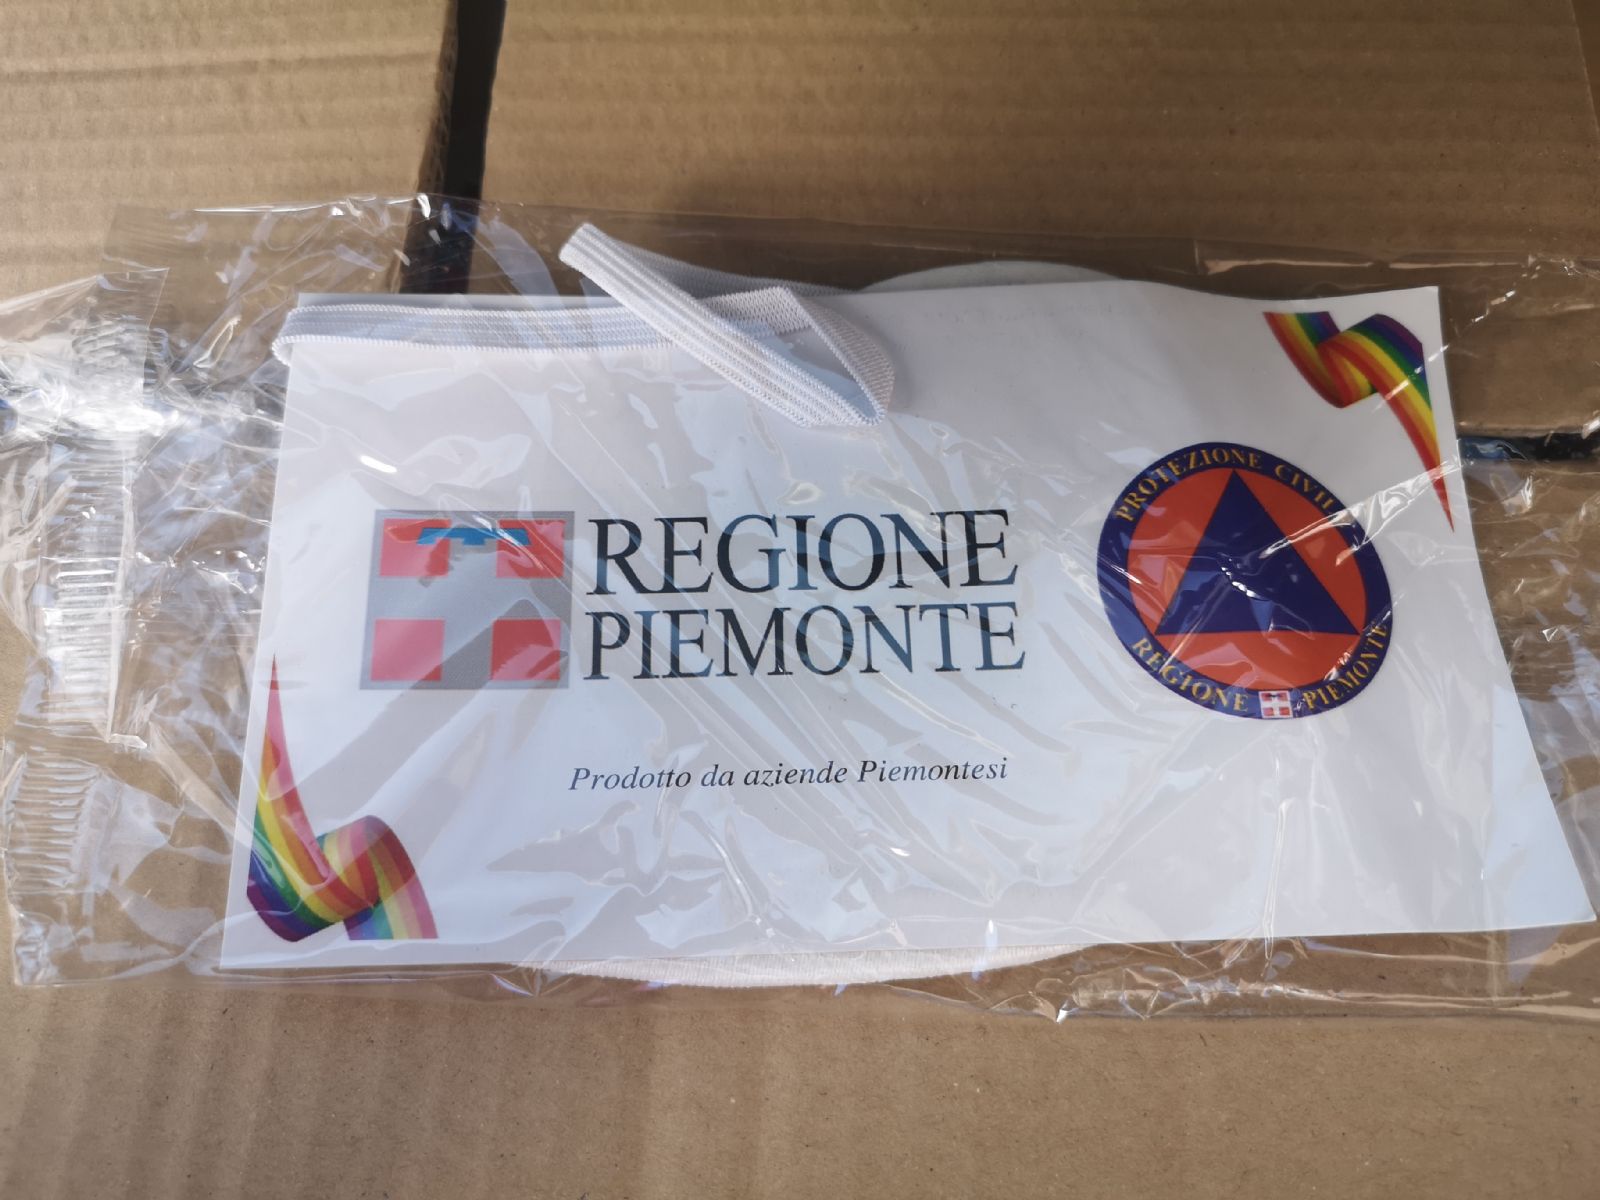 REGIONE
PIEMONTE
PROTEZIONE CIVILE
REGIONE PIEMONTE
Prodotto da aziende Piemontesi